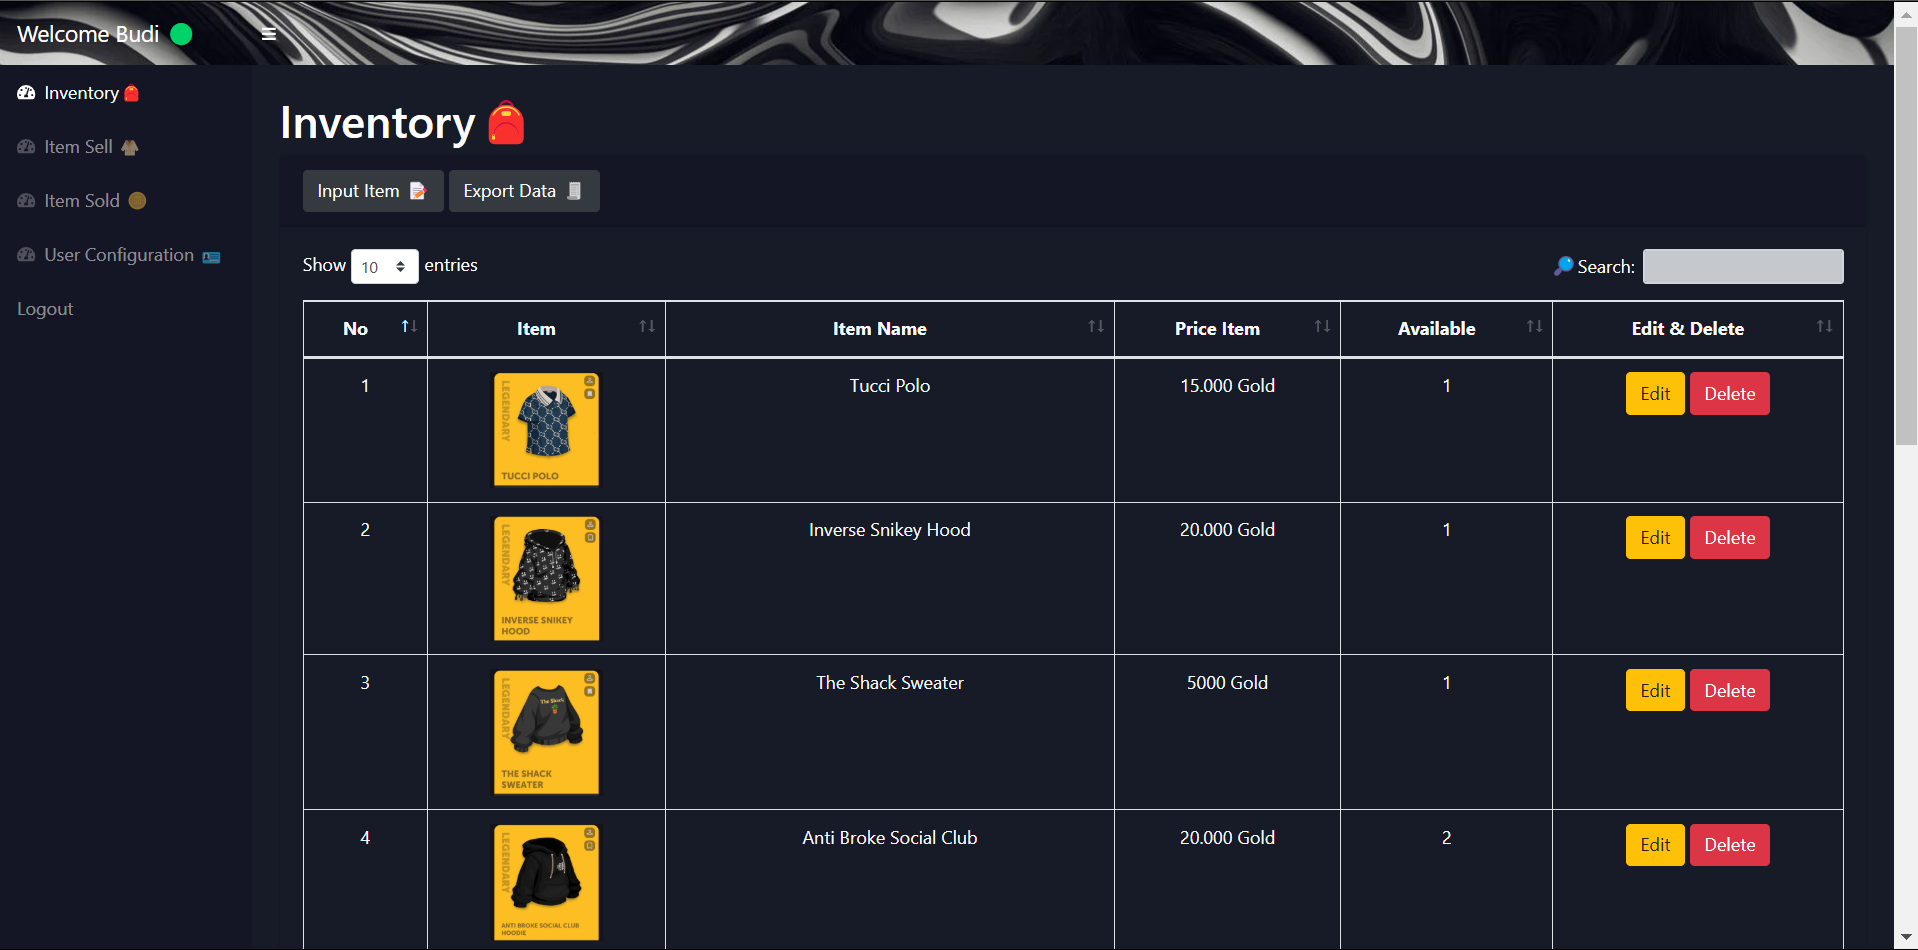 Welcome Budi
Inventory
Item Sell
Item Sold
User Configuration
Logout
Inventory
Input Item
Export Data
Show 10 entries
Search:
No Item Item Name Price Item Available Edit & Delete
1 Tucci Polo 15.000 Gold 1 Edit Delete
LEGENDARY
TUCCI POLO
2 Inverse Snikey Hood 20.000 Gold 1 Edit Delete
LEGENDARY
INVERSE SNIKEY
HOOD
3 The Shack Sweater 5000 Gold 1 Edit Delete
LEGENDARY
The Shack
THE SHACK
SWEATER
4 Anti Broke Social Club 20.000 Gold 2 Edit Delete
LEGENDARY
ANTI BROKE SOCIAL CLUB
HOODIE